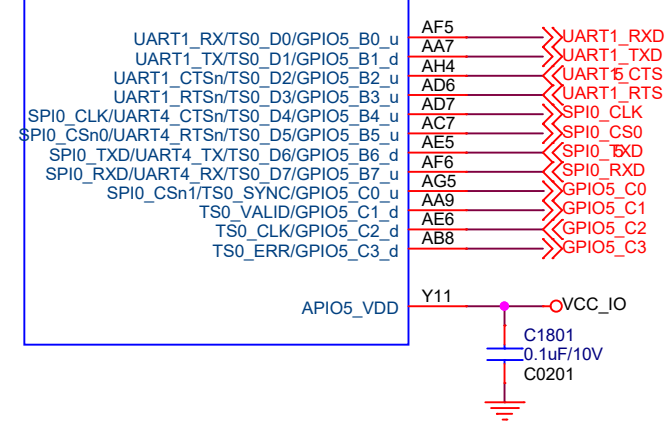 UART1_RX/TS0_D0/GPIO5_B0_u AF5 UART1_RXD
UART1_TX/TS0_D1/GPIO5_B1_d AA7 UART1_TXD
UART1_CTSn/TS0_D2/GPIO5_B2_u AH4 UART1_CTS
UART1_RTSn/TS0_D3/GPIO5_B3_u AD6 UART1_RTS
SPI0_CLK/UART4_CTSn/TS0_D4/GPIO5_B4_u AD7 SPI0_CLK
SPI0_CSn0/UART4_RTSn/TS0_D5/GPIO5_B5_u AC7 SPI0_CS0
SPI0_TXD/UART4_TX/TS0_D6/GPIO5_B6_d AE5 SPI0_TXD
SPI0_RXD/UART4_RX/TS0_D7/GPIO5_B7_u AF6 SPI0_RXD
SPI0_CSn1/TS0_SYNC/GPIO5_C0_u AG5 GPIO5_C0
TS0_VALID/GPIO5_C1_d AA9 GPIO5_C1
TS0_CLK/GPIO5_C2_d AE6 GPIO5_C2
TS0_ERR/GPIO5_C3_d AB8 GPIO5_C3
APIO5_VDD Y11 VCC_IO
C1801
0.1uF/10V
C0201